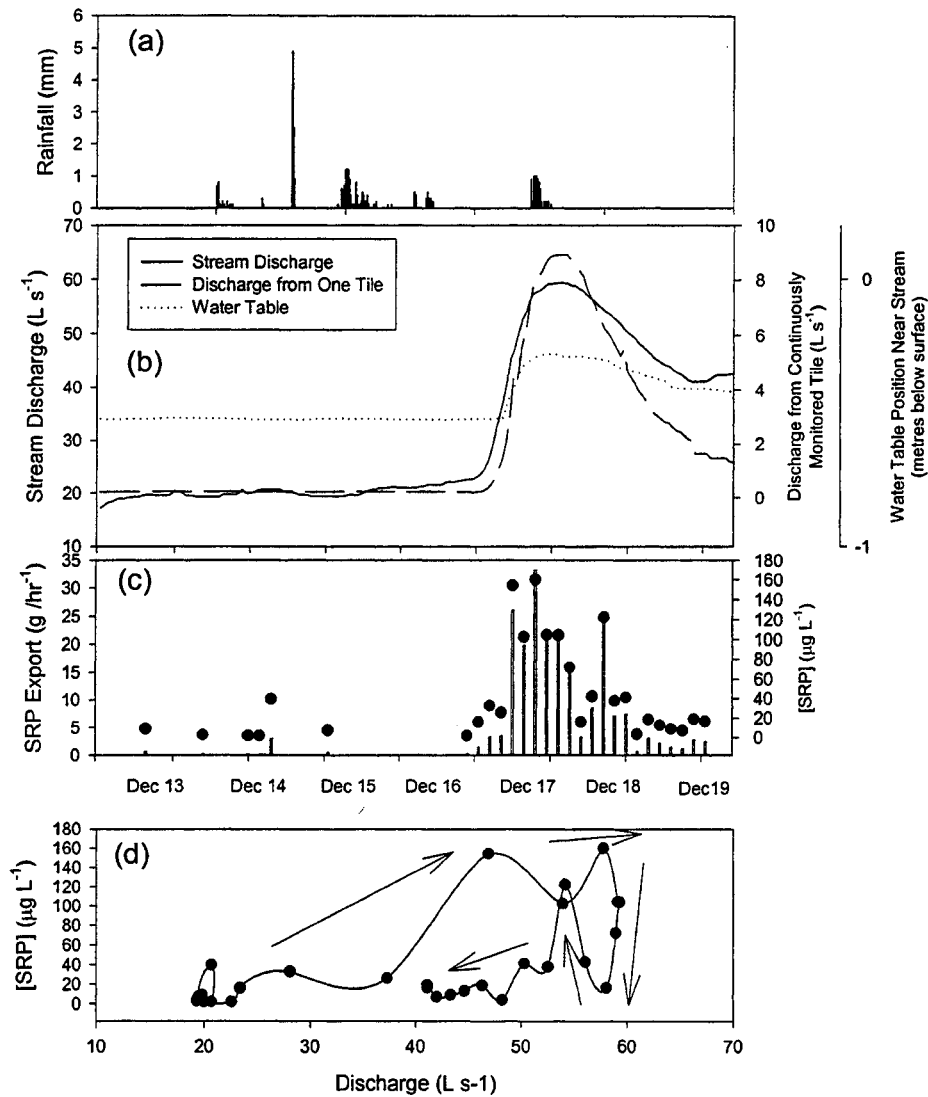 (a)
Rainfall (mm)
6
5
4
3
2
1
0
Stream Discharge
Discharge from One Tile
Water Table
(b)
Stream Discharge (L s⁻¹)
70
60
50
40
30
20
10
10
8
6
4
2
0
Discharge from Continuously
Monitored Tile (L s⁻¹)
0
-1
Water Table Position Near Stream
(metres below surface)
(c)
SRP Export (g /hr⁻¹)
35
30
25
20
15
10
5
0
180
160
140
120
100
80
60
40
20
0
[SRP] (µg L⁻¹)
Dec 13 Dec 14 Dec 15 Dec 16 Dec 17 Dec 18 Dec19
(d)
[SRP] (µg L⁻¹)
180
160
140
120
100
80
60
40
20
0
10 20 30 40 50 60 70
Discharge (L s-1)